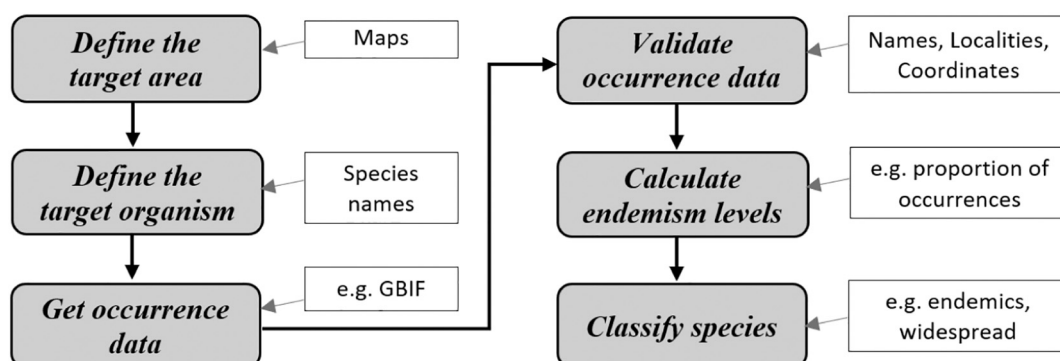 Define the
target area
Maps
Define the
target organism
Species
names
Get occurrence
data
e.g. GBIF
Validate
occurrence data
Names, Localities,
Coordinates
Calculate
endemism levels
e.g. proportion of
occurrences
Classify species
e.g. endemics,
widespread